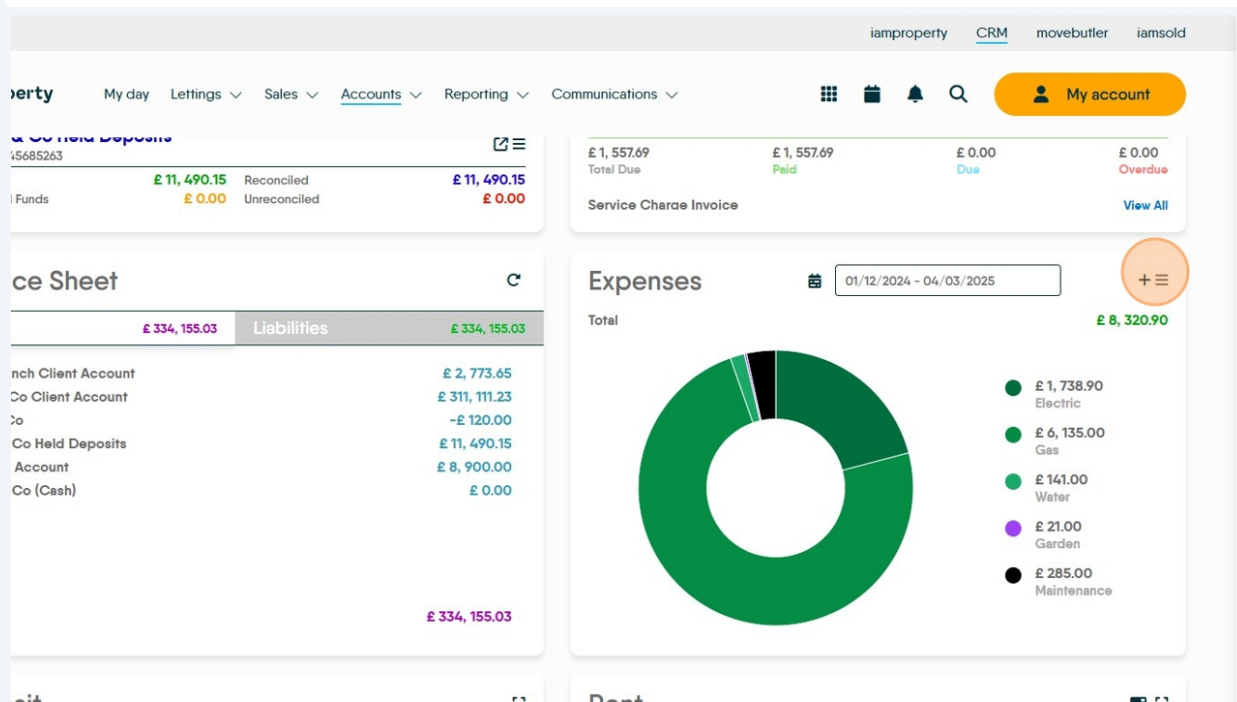 iamproperty CRM movebutler iamsold
perty My day Lettings Sales Accounts Reporting Communications My account
& Co Held Deposits
45685263
£ 11, 490.15 Reconciled £ 11, 490.15
Funds £ 0.00 Unreconciled £ 0.00
£ 1, 557.69 £ 1, 557.69 £ 0.00 £ 0.00
Total Due Paid Due Overdue
Service Charge Invoice View All
ce Sheet
£ 334, 155.03 Liabilities £ 334, 155.03
nch Client Account £ 2, 773.65
Co Client Account £ 311, 111.23
Co -£ 120.00
Co Held Deposits £ 11, 490.15
Account £ 8, 900.00
Co (Cash) £ 0.00
£ 334, 155.03
Expenses 01/12/2024 - 04/03/2025
Total £ 8, 320.90
£ 1, 738.90
Electric
£ 6, 135.00
Gas
£ 141.00
Water
£ 21.00
Garden
£ 285.00
Maintenance
Rent